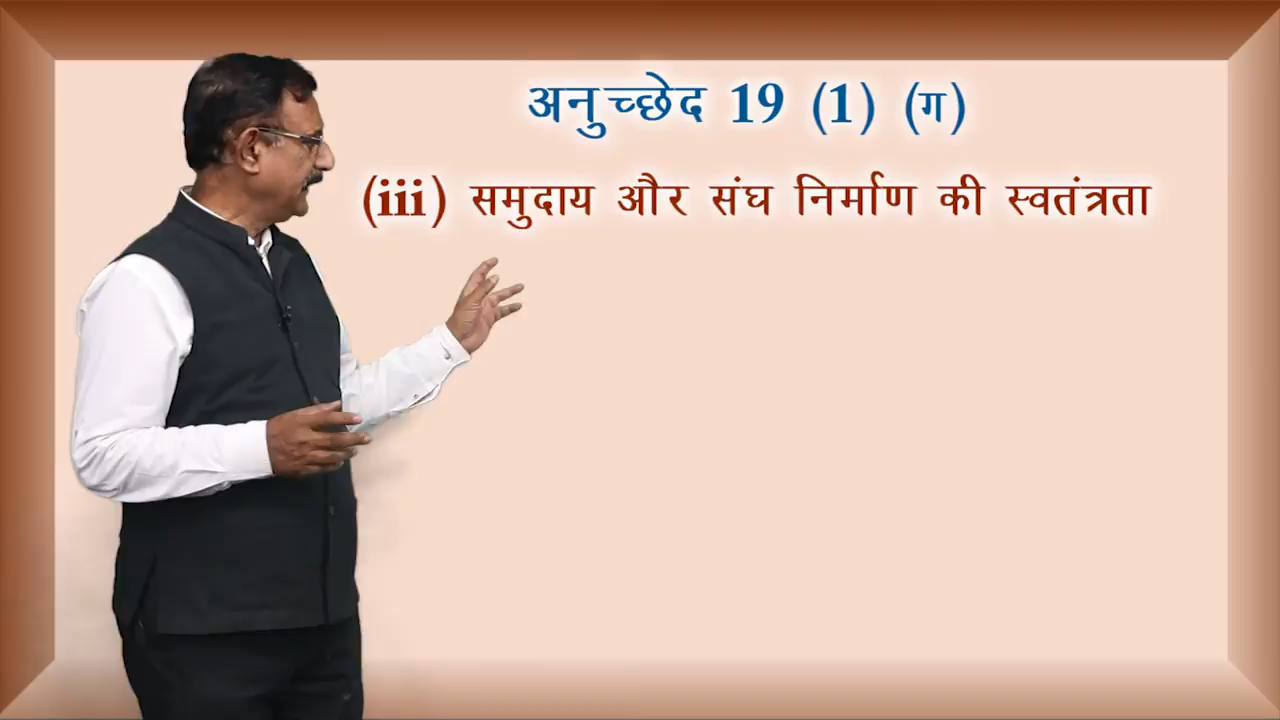 अनुच्छेद 19 (1) (ग)
(iii) समुदाय और संघ निर्माण की स्वतंत्रता